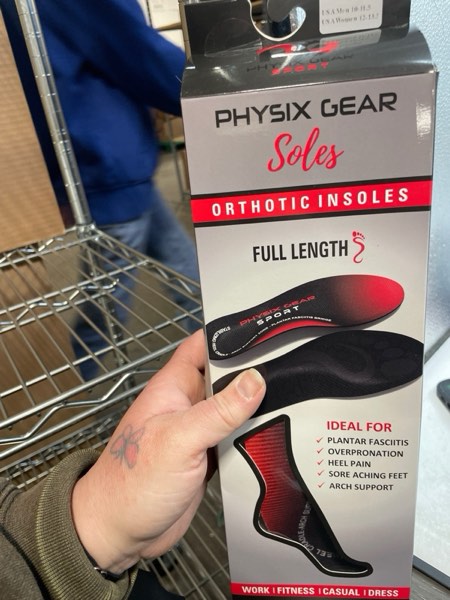 USA Men 10-11.5
USA Women 12-13.5
SPORT
PHYSIX GEAR
Soles
ORTHOTIC INSOLES
FULL LENGTH
PHYSIX GEAR
SPORT
IDEAL FOR
PLANTAR FASCIITIS
OVERPRONATION
HEEL PAIN
SORE ACHING FEET
ARCH SUPPORT
WORK | FITNESS | CASUAL | DRESS